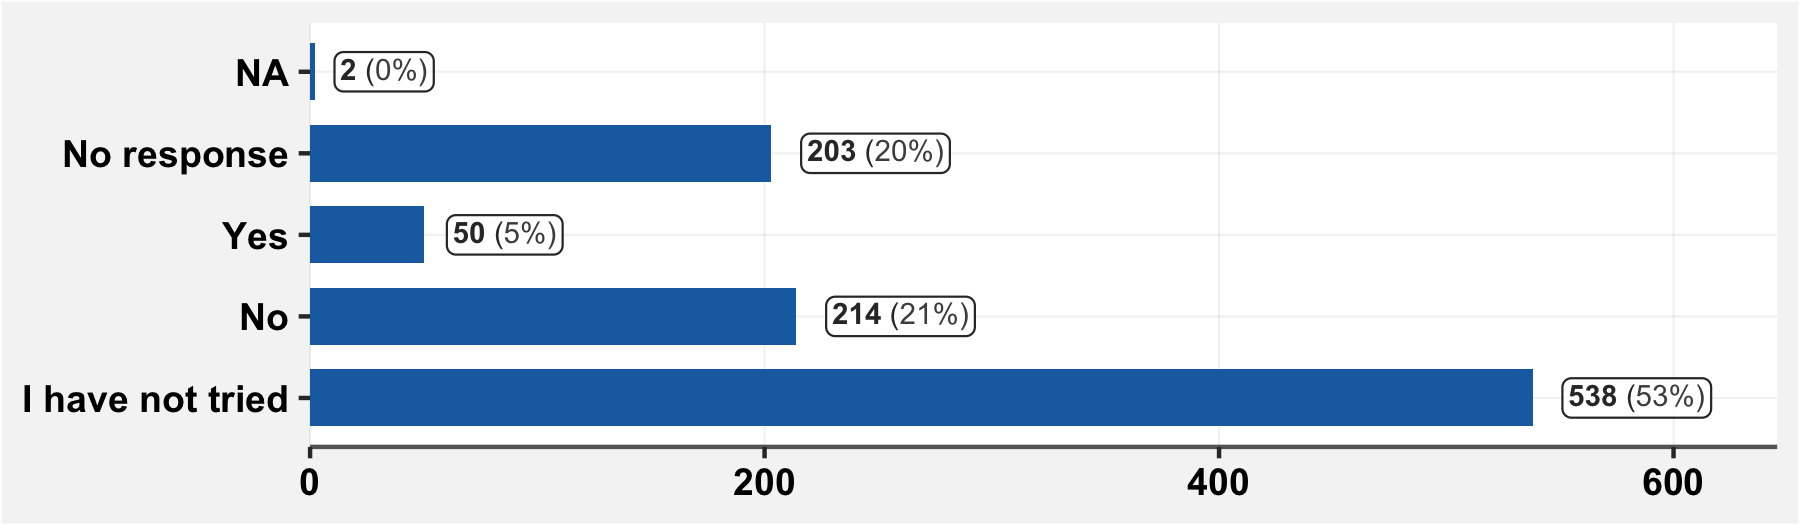 NA
2 (0%)
No response
203 (20%)
Yes
50 (5%)
No
214 (21%)
I have not tried
538 (53%)
0 200 400 600